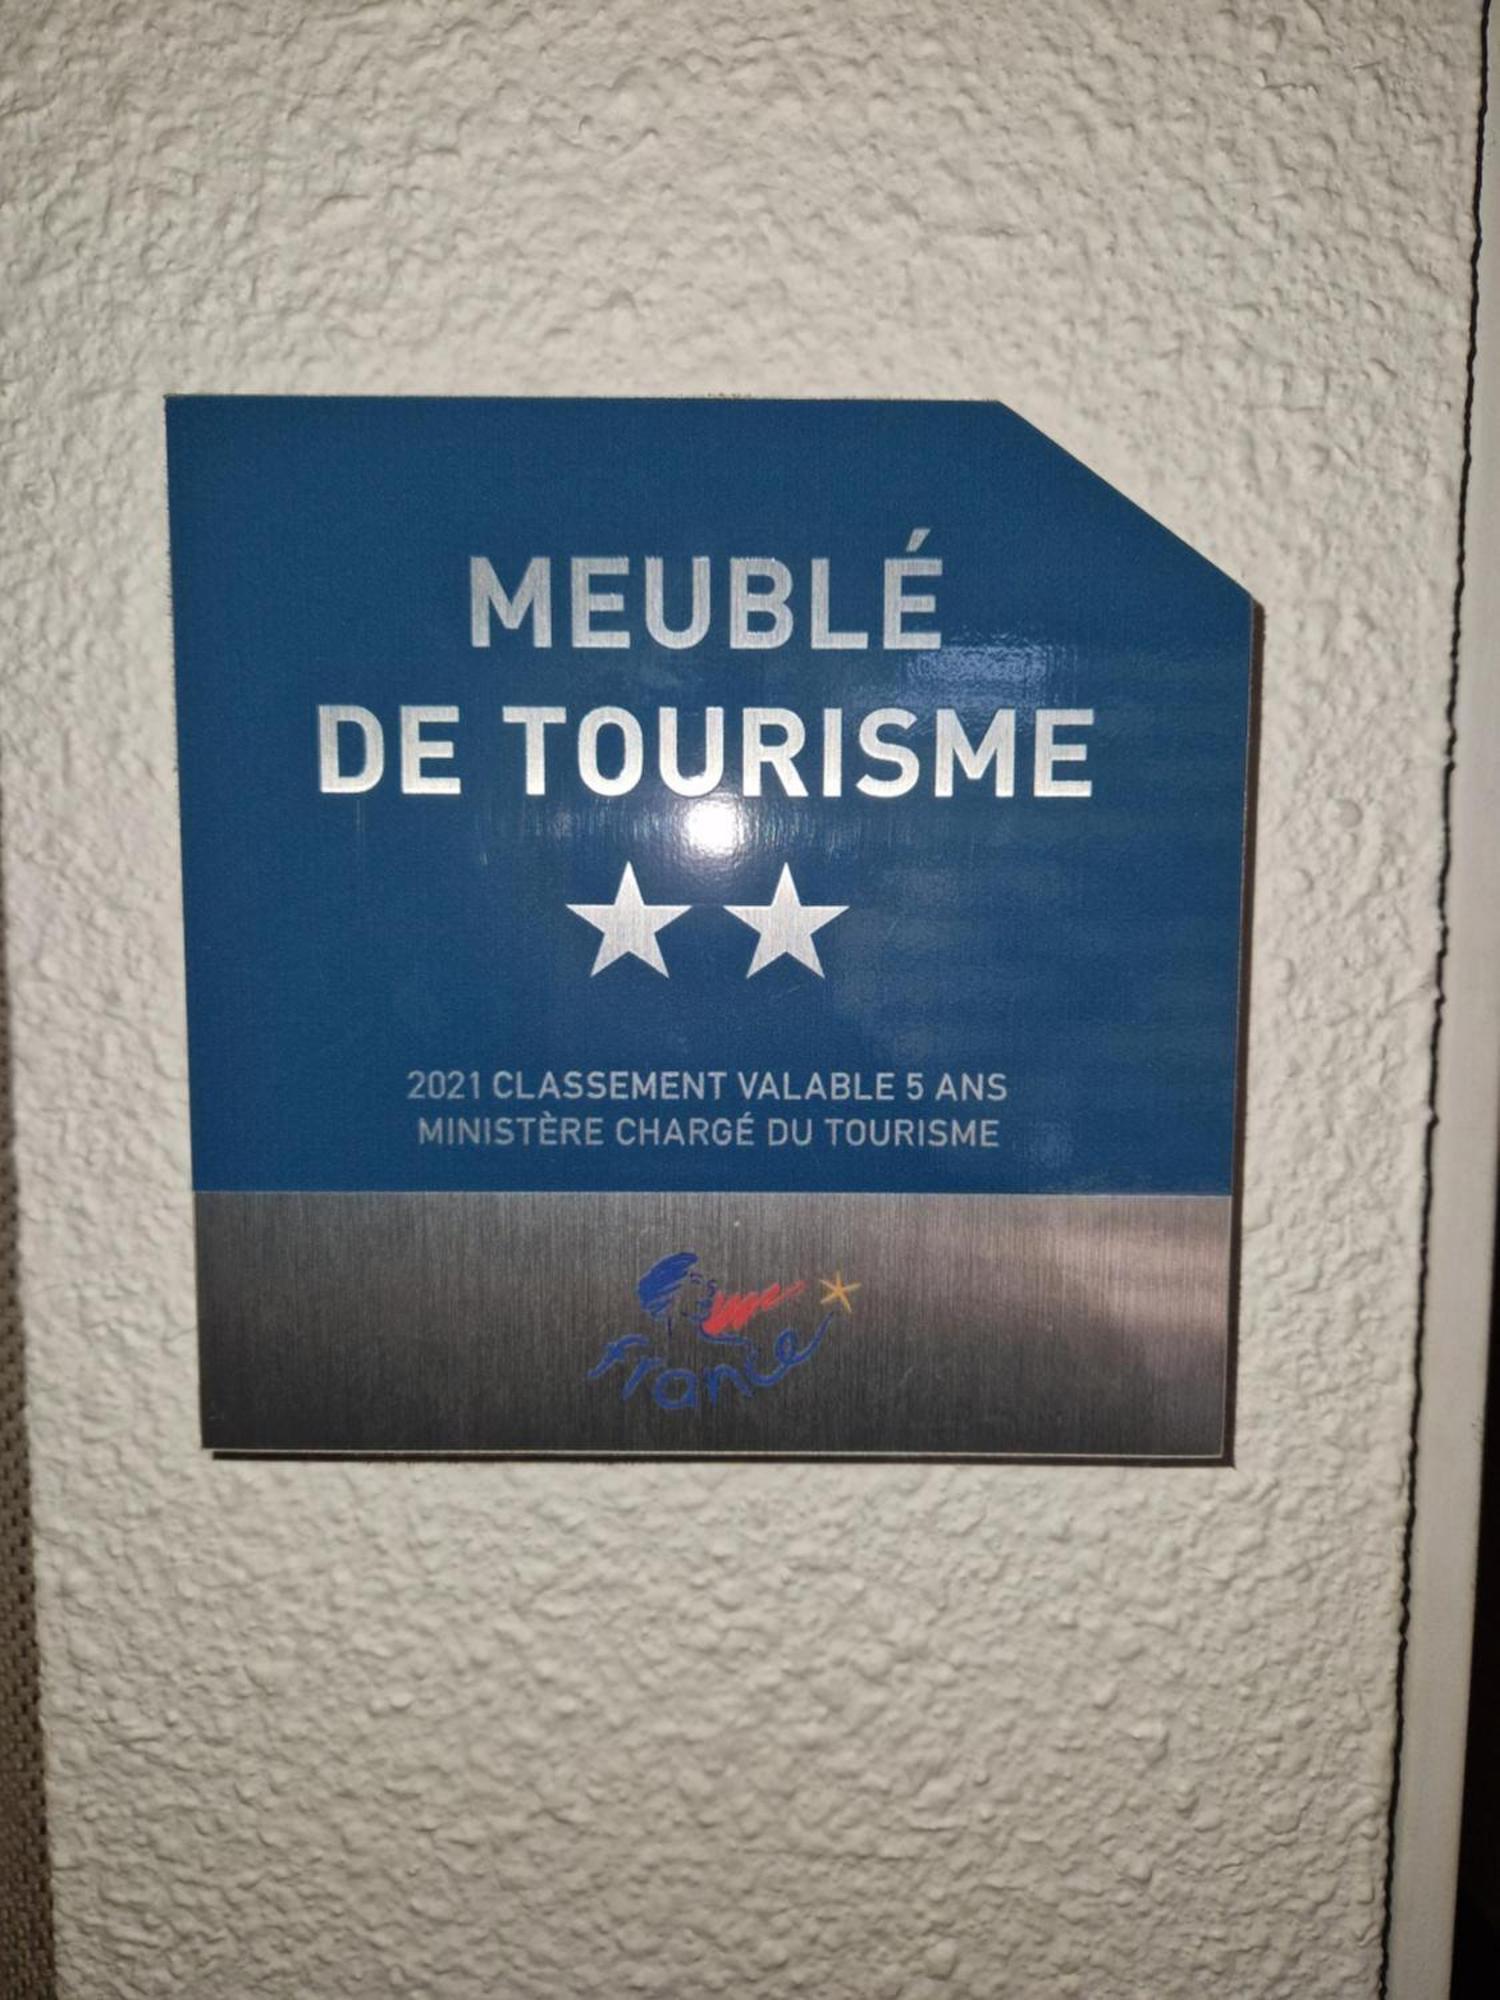 MEUBLÉ
DE TOURISME
2021 CLASSEMENT VALABLE 5 ANS
MINISTÈRE CHARGÉ DU TOURISME
france